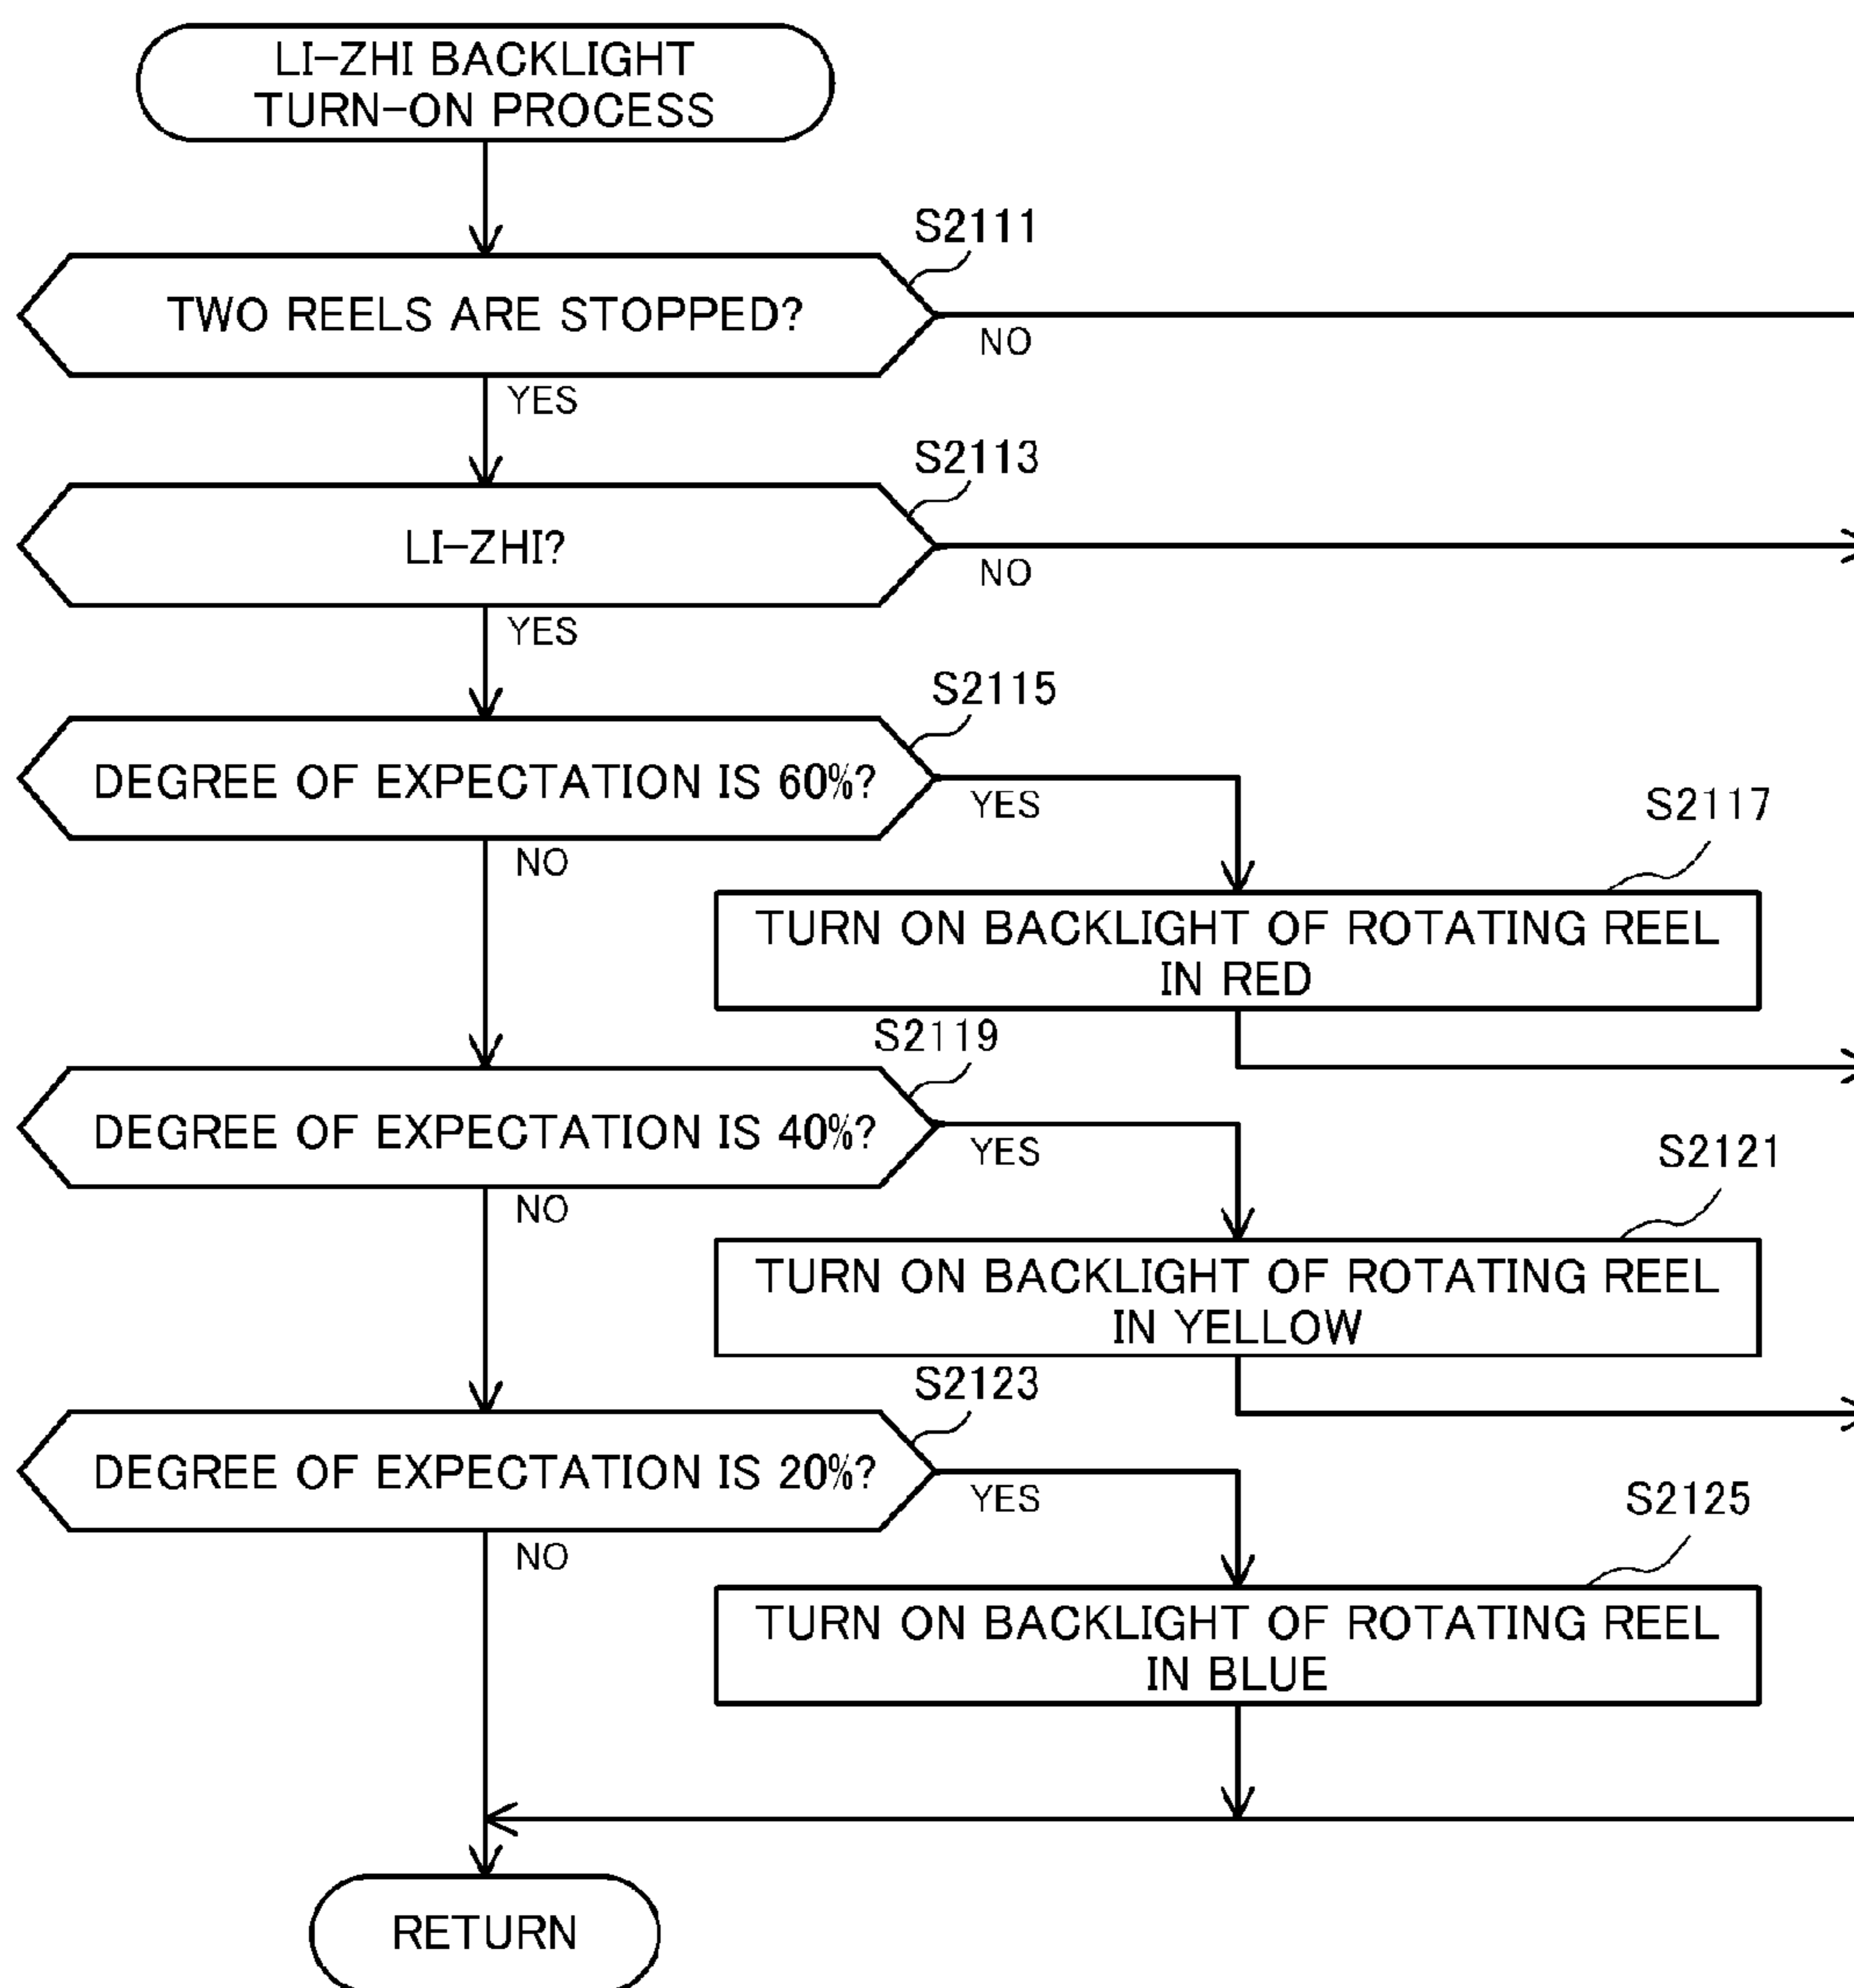 LI-ZHI BACKLIGHT
TURN-ON PROCESS
S2111
TWO REELS ARE STOPPED?
NO
YES
S2113
LI-ZHI?
NO
YES
S2115
DEGREE OF EXPECTATION IS 60%?
YES
S2117
NO
TURN ON BACKLIGHT OF ROTATING REEL
IN RED
S2119
DEGREE OF EXPECTATION IS 40%?
YES
S2121
NO
TURN ON BACKLIGHT OF ROTATING REEL
IN YELLOW
S2123
DEGREE OF EXPECTATION IS 20%?
YES
S2125
NO
TURN ON BACKLIGHT OF ROTATING REEL
IN BLUE
RETURN